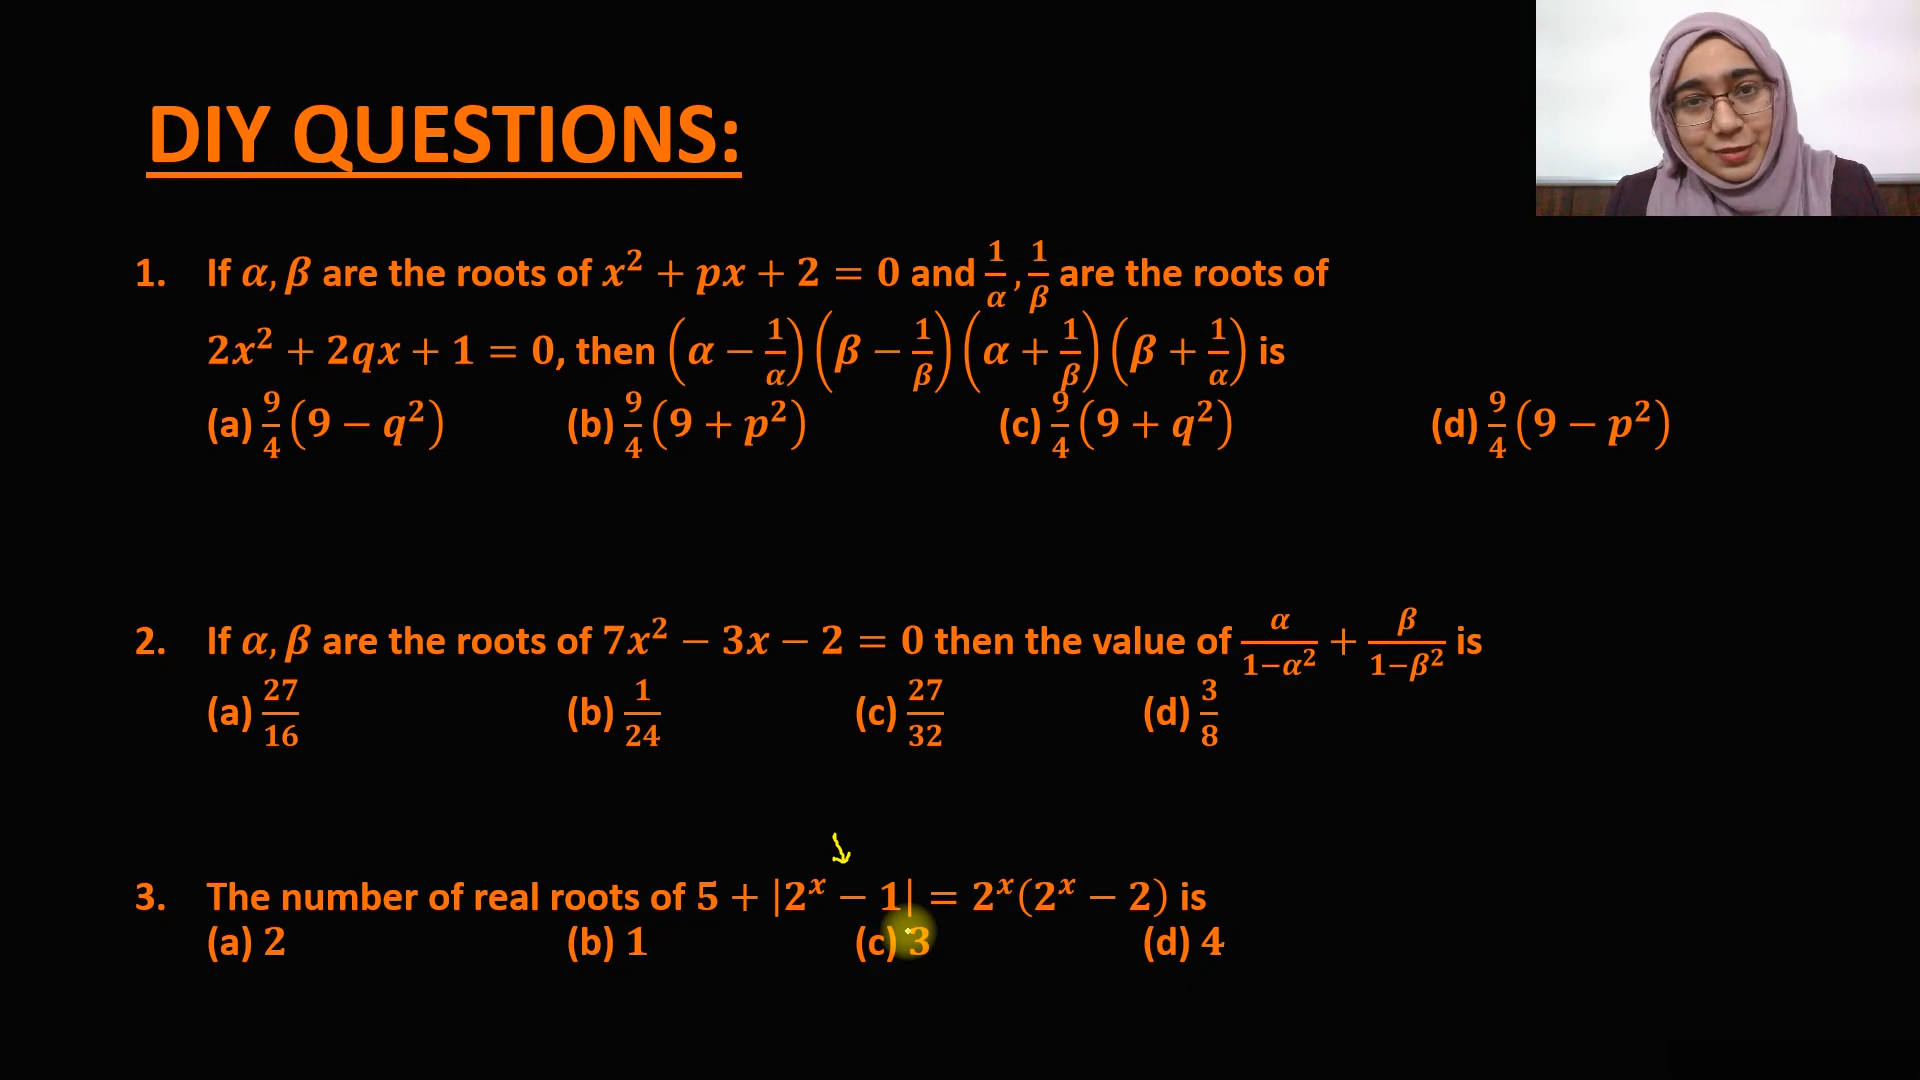 DIY QUESTIONS:
1. If α, β are the roots of x² + px + 2 = 0 and 1/α, 1/β are the roots of
2x² + 2qx + 1 = 0, then (α − 1/α)(β − 1/β)(α + 1/β)(β + 1/α) is
(a) 9/4 (9 − q²) (b) 9/4 (9 + p²) (c) 9/4 (9 + q²) (d) 9/4 (9 − p²)
2. If α, β are the roots of 7x² − 3x − 2 = 0 then the value of α/(1−α²) + β/(1−β²) is
(a) 27/16 (b) 1/24 (c) 27/32 (d) 3/8
3. The number of real roots of 5 + |2ˣ − 1| = 2ˣ(2ˣ − 2) is
(a) 2 (b) 1 (c) 3 (d) 4